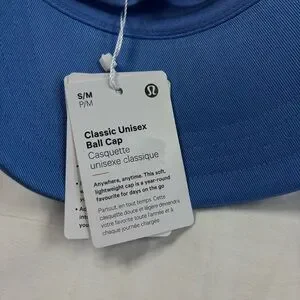 S/M
P/M
Classic Unisex
Ball Cap
Casquette
unisexe classique
Anywhere, anytime. This soft,
lightweight cap is a year-round
favourite for days on the go
Partout, en tout temps. Cette
casquette douce et légère deviendra
votre favorite toute l'année et à
chaque journée chargée